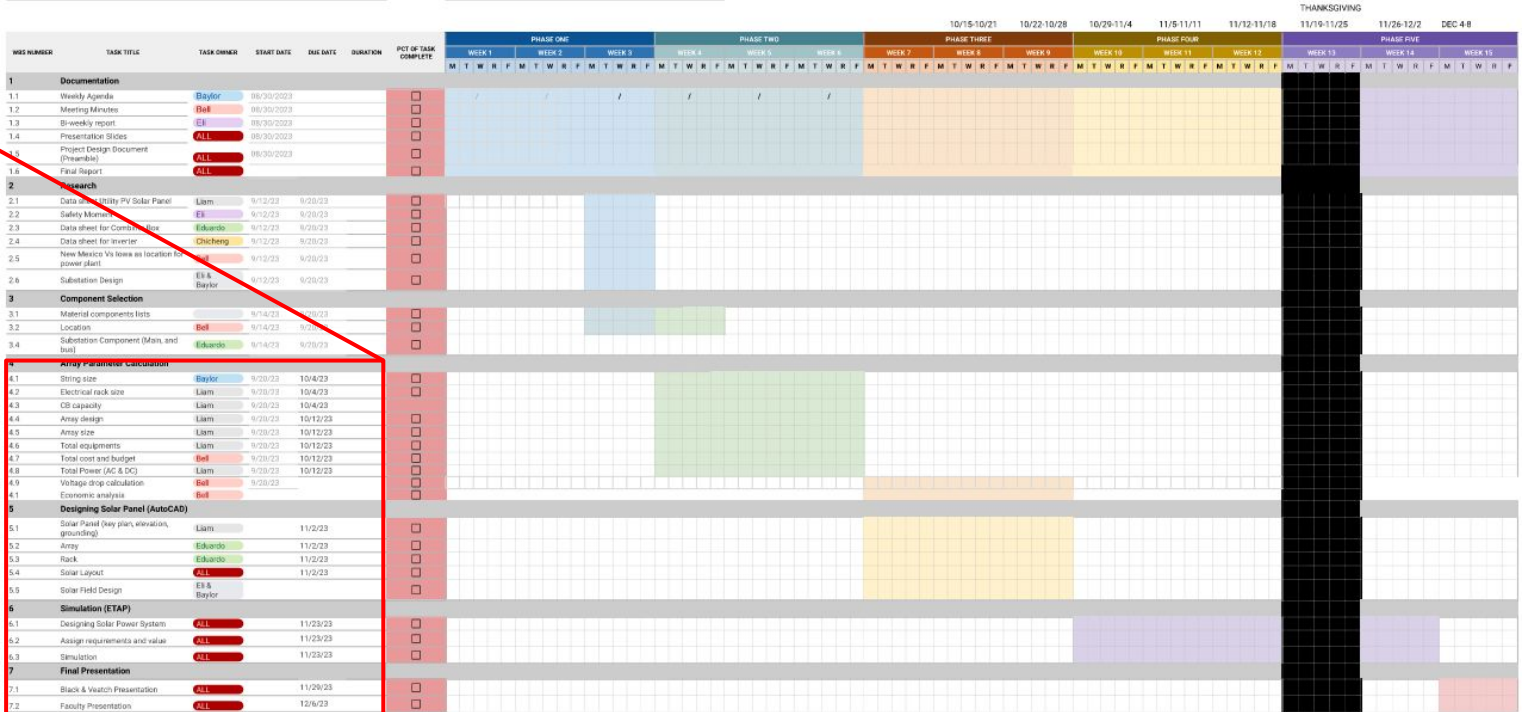 THANKSGIVING
10/15-10/21 10/22-10/28 10/29-11/4 11/5-11/11 11/12-11/18 11/19-11/25 11/26-12/2 DEC 4-8
WBS NUMBER TASK TITLE TASK OWNER START DATE DUE DATE DURATION PCT OF TASK COMPLETE
PHASE ONE PHASE TWO PHASE THREE PHASE FOUR PHASE FIVE
WEEK 1 WEEK 2 WEEK 3 WEEK 4 WEEK 5 WEEK 6 WEEK 7 WEEK 8 WEEK 9 WEEK 10 WEEK 11 WEEK 12 WEEK 13 WEEK 14 WEEK 15
M T W R F M T W R F M T W R F M T W R F M T W R F M T W R F M T W R F M T W R F M T W R F M T W R F M T W R F M T W R F M T W R F M T W R F M T W R F
1 Documentation
1.1 Weekly Agenda Baylor 08/30/2023 / / / / / /
1.2 Meeting Minutes Bell 08/30/2023
1.3 Bi-weekly report Eli 08/30/2023
1.4 Presentation Slides ALL 08/30/2023
1.5 Project Design Document (Preamble) ALL 08/30/2023
1.6 Final Report ALL
2 Research
2.1 Data sheet Utility PV Solar Panel Liam 9/12/23 9/20/23
2.2 Safety Moment Eli 9/12/23 9/20/23
2.3 Data sheet for Combiner Box Eduardo 9/12/23 9/20/23
2.4 Data sheet for Inverter Chicheng 9/12/23 9/20/23
2.5 New Mexico Vs Iowa as location for power plant Bell 9/12/23 9/20/23
2.6 Substation Design Eli & Baylor 9/12/23 9/20/23
3 Component Selection
3.1 Material components lists 9/14/23 9/20/23
3.2 Location Bell 9/14/23 9/20/23
3.4 Substation Component (Main, and bus) Eduardo 9/14/23 9/20/23
4 Array Parameter Calculation
4.1 String size Baylor 9/20/23 10/4/23
4.2 Electrical rack size Liam 9/20/23 10/4/23
4.3 CB capacity Liam 9/20/23 10/4/23
4.4 Array design Liam 9/20/23 10/12/23
4.5 Array size Liam 9/20/23 10/12/23
4.6 Total equipments Liam 9/20/23 10/12/23
4.7 Total cost and budget Bell 9/20/23 10/12/23
4.8 Total Power (AC & DC) Liam 9/20/23 10/12/23
4.9 Voltage drop calculation Bell 9/20/23
4.1 Economic analysis Bell
5 Designing Solar Panel (AutoCAD)
5.1 Solar Panel (key plan, elevation, grounding) Liam 11/2/23
5.2 Array Eduardo 11/2/23
5.3 Rack Eduardo 11/2/23
5.4 Solar Layout ALL 11/2/23
5.5 Solar Field Design Eli & Baylor
6 Simulation (ETAP)
6.1 Designing Solar Power System ALL 11/23/23
6.2 Assign requirements and value ALL 11/23/23
6.3 Simulation ALL 11/23/23
7 Final Presentation
7.1 Black & Veatch Presentation ALL 11/29/23
7.2 Faculty Presentation ALL 12/6/23